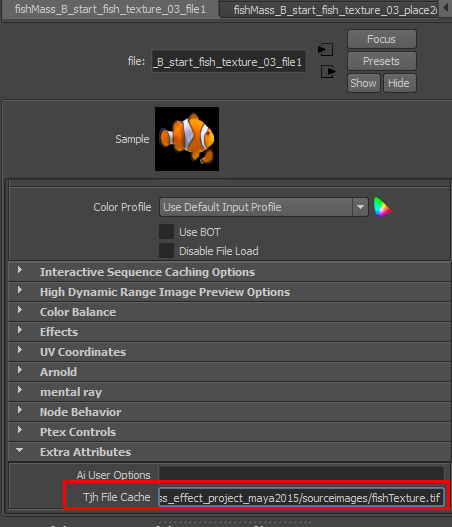 fishMass_B_start_fish_texture_03_file1 fishMass_B_start_fish_texture_03_place2
file: _B_start_fish_texture_03_file1
Focus
Presets
Show Hide
Sample
Color Profile Use Default Input Profile
Use BOT
Disable File Load
Interactive Sequence Caching Options
High Dynamic Range Image Preview Options
Color Balance
Effects
UV Coordinates
Arnold
mental ray
Node Behavior
Ptex Controls
Extra Attributes
Ai User Options
Tjh File Cache ss_effect_project_maya2015/sourceimages/fishTexture.tif